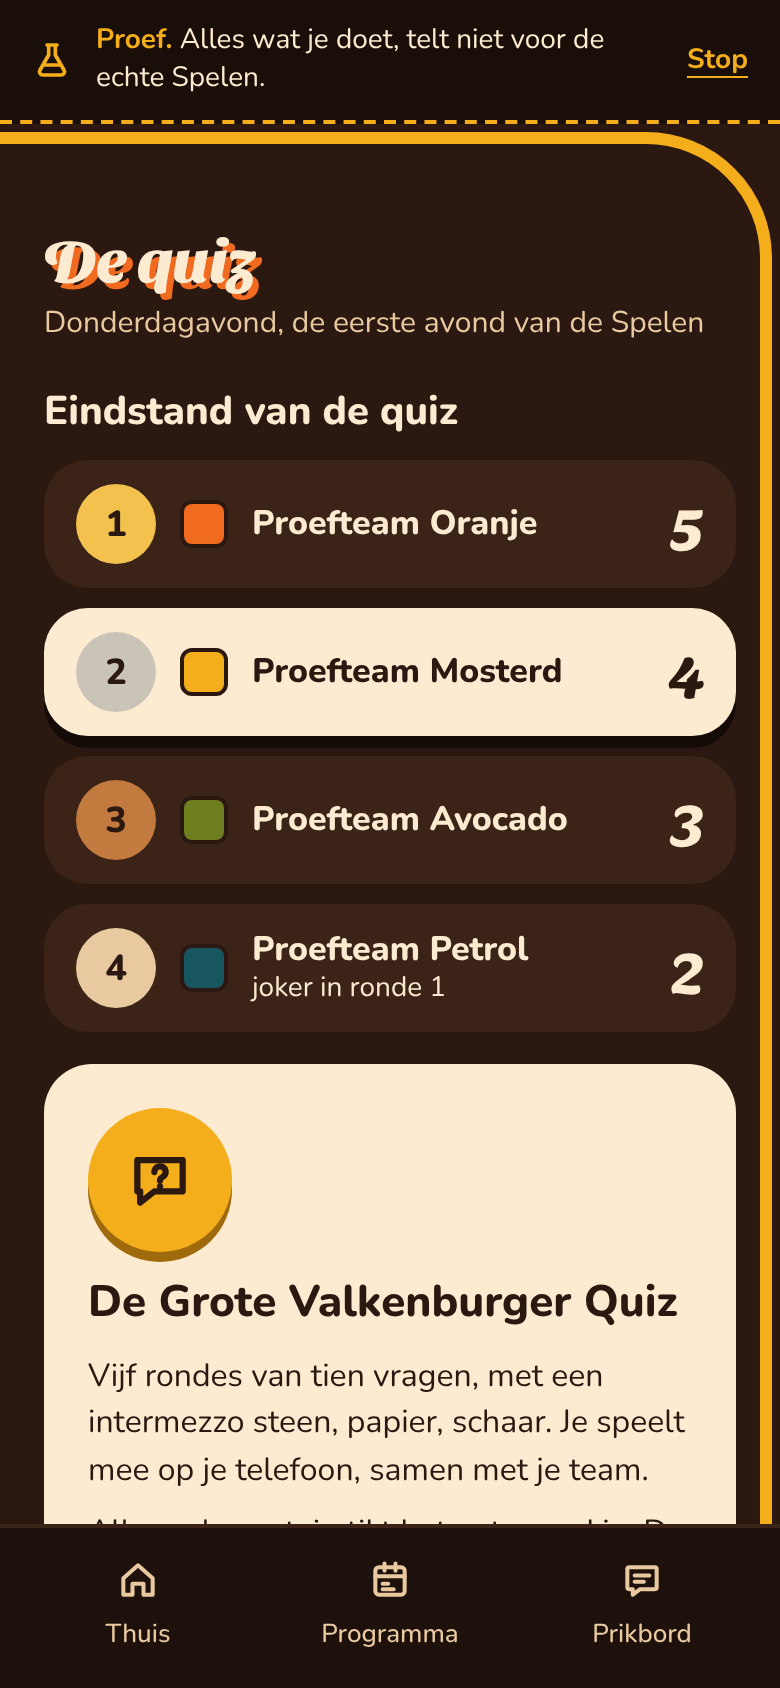 Proef. Alles wat je doet, telt niet voor de
echte Spelen.
Stop
De quiz
Donderdagavond, de eerste avond van de Spelen
Eindstand van de quiz
1 Proefteam Oranje 5
2 Proefteam Mosterd 4
3 Proefteam Avocado 3
4 Proefteam Petrol 2
joker in ronde 1
?
De Grote Valkenburger Quiz
Vijf rondes van tien vragen, met een
intermezzo steen, papier, schaar. Je speelt
mee op je telefoon, samen met je team.
Thuis
Programma
Prikbord